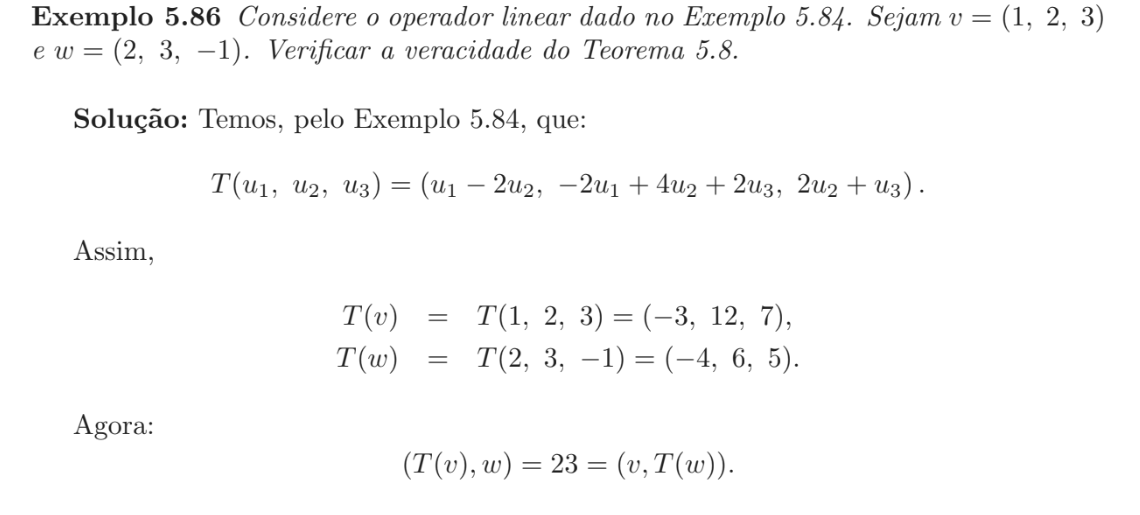 Exemplo 5.86 Considere o operador linear dado no Exemplo 5.84. Sejam v = (1, 2, 3)
e w = (2, 3, −1). Verificar a veracidade do Teorema 5.8.
Solução: Temos, pelo Exemplo 5.84, que:
T(u₁, u₂, u₃) = (u₁ − 2u₂, −2u₁ + 4u₂ + 2u₃, 2u₂ + u₃) .
Assim,
T(v) = T(1, 2, 3) = (−3, 12, 7),
T(w) = T(2, 3, −1) = (−4, 6, 5).
Agora:
(T(v), w) = 23 = (v, T(w)).